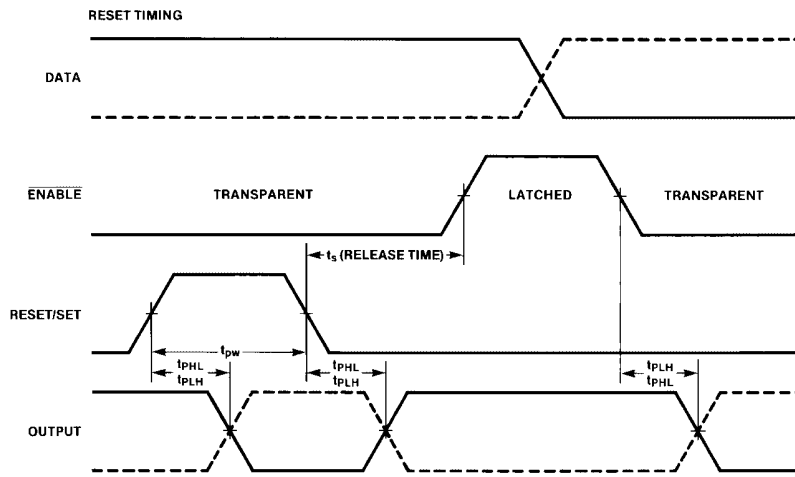 RESET TIMING
DATA
ENABLE
TRANSPARENT
LATCHED
TRANSPARENT
ts (RELEASE TIME)
RESET/SET
tpw
tPHL
tPLH
tPHL
tPLH
tPLH
tPHL
OUTPUT